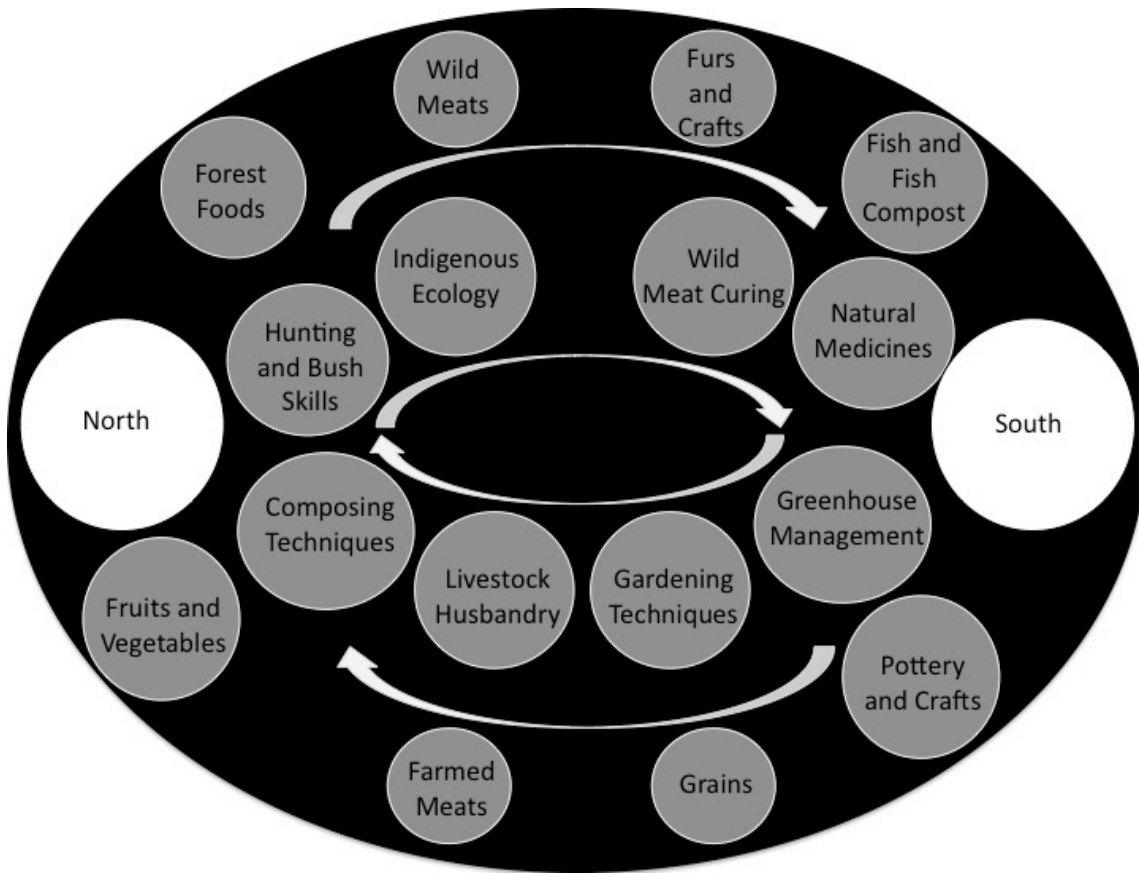 Wild
Meats
Furs
and
Crafts
Forest
Foods
Fish and
Fish
Compost
Indigenous
Ecology
Wild
Meat Curing
Hunting
and Bush
Skills
Natural
Medicines
North
South
Composing
Techniques
Greenhouse
Management
Livestock
Husbandry
Gardening
Techniques
Fruits and
Vegetables
Pottery
and Crafts
Farmed
Meats
Grains